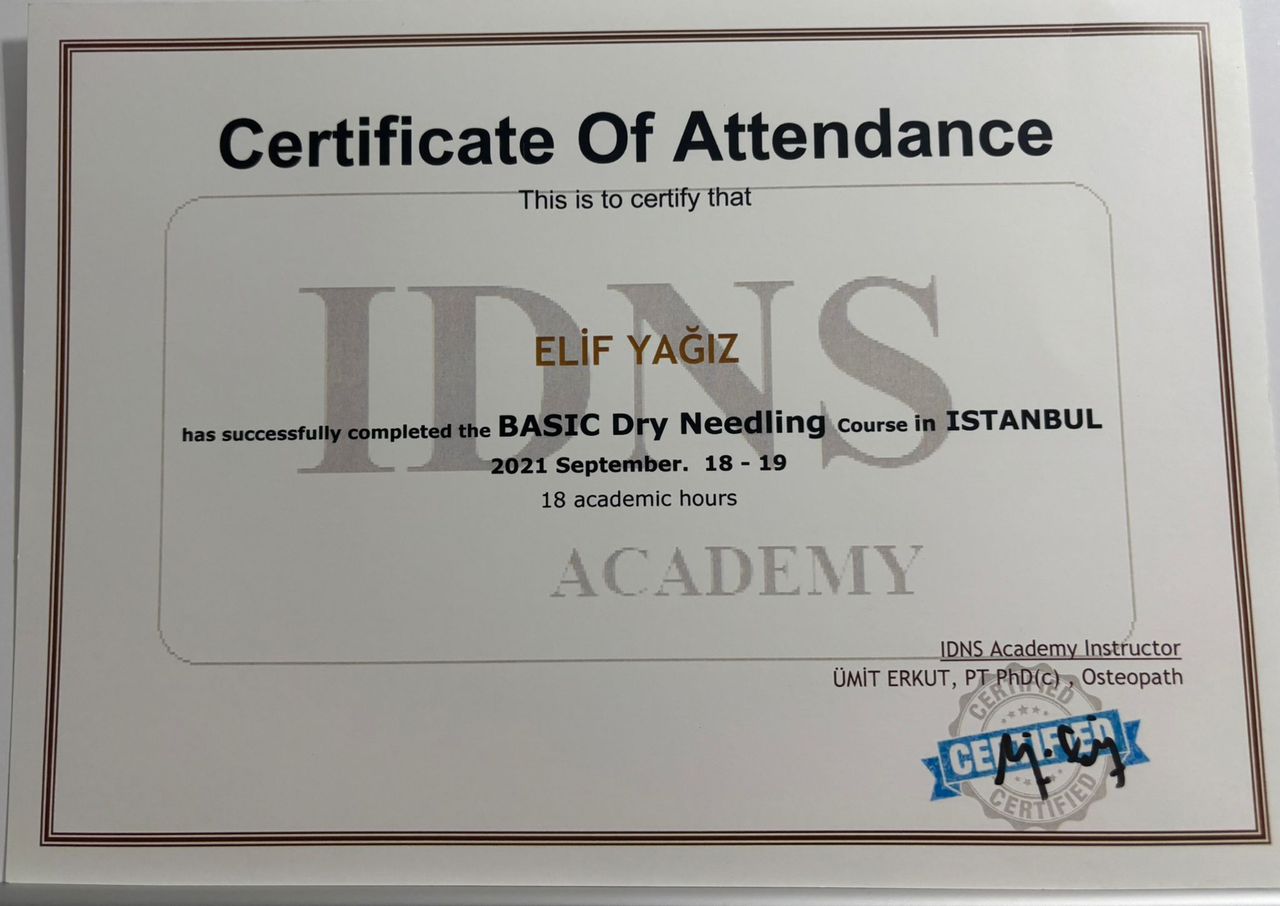 Certificate Of Attendance
This is to certify that
IDNS
ELİF YAĞIZ
has successfully completed the BASIC Dry Needling Course in ISTANBUL
2021 September. 18 - 19
18 academic hours
ACADEMY
IDNS Academy Instructor
ÜMİT ERKUT, PT PhD(c) , Osteopath
CERTIFIED
CERTIFIED
CERTIFIED